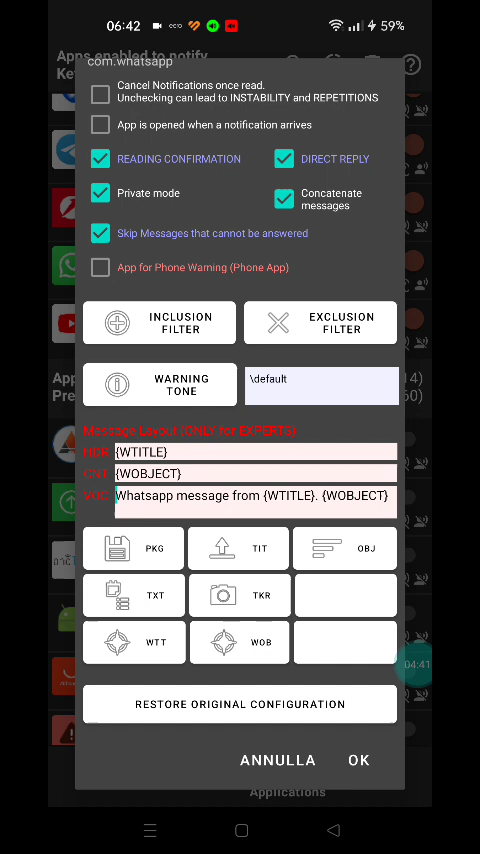 06:42
59%
Apps enabled to notify
com.whatsapp
Cancel Notifications once read.
Unchecking can lead to INSTABILITY and REPETITIONS
App is opened when a notification arrives
READING CONFIRMATION
DIRECT REPLY
Private mode
Concatenate
messages
Skip Messages that cannot be answered
App for Phone Warning (Phone App)
INCLUSION
FILTER
EXCLUSION
FILTER
WARNING
TONE
\default
Message Layout (ONLY for EXPERTS)
HDR {WTITLE}
CNT {WOBJECT}
VOC Whatsapp message from {WTITLE}. {WOBJECT}
PKG
TIT
OBJ
TXT
TKR
WTT
WOB
04:41
RESTORE ORIGINAL CONFIGURATION
ANNULLA
OK
Applications